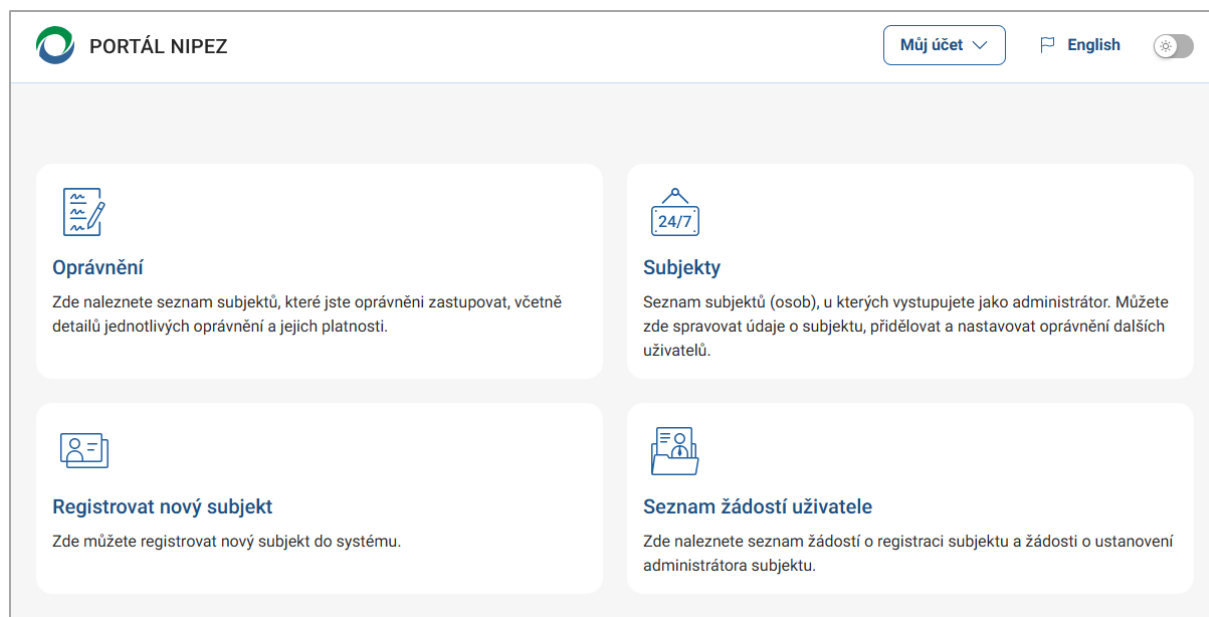 PORTÁL NIPEZ
Můj účet
English
Oprávnění
Zde naleznete seznam subjektů, které jste oprávněni zastupovat, včetně
detailů jednotlivých oprávnění a jejich platnosti.
24/7
Subjekty
Seznam subjektů (osob), u kterých vystupujete jako administrátor. Můžete
zde spravovat údaje o subjektu, přidělovat a nastavovat oprávnění dalších
uživatelů.
Registrovat nový subjekt
Zde můžete registrovat nový subjekt do systému.
Seznam žádostí uživatele
Zde naleznete seznam žádostí o registraci subjektu a žádosti o ustanovení
administrátora subjektu.